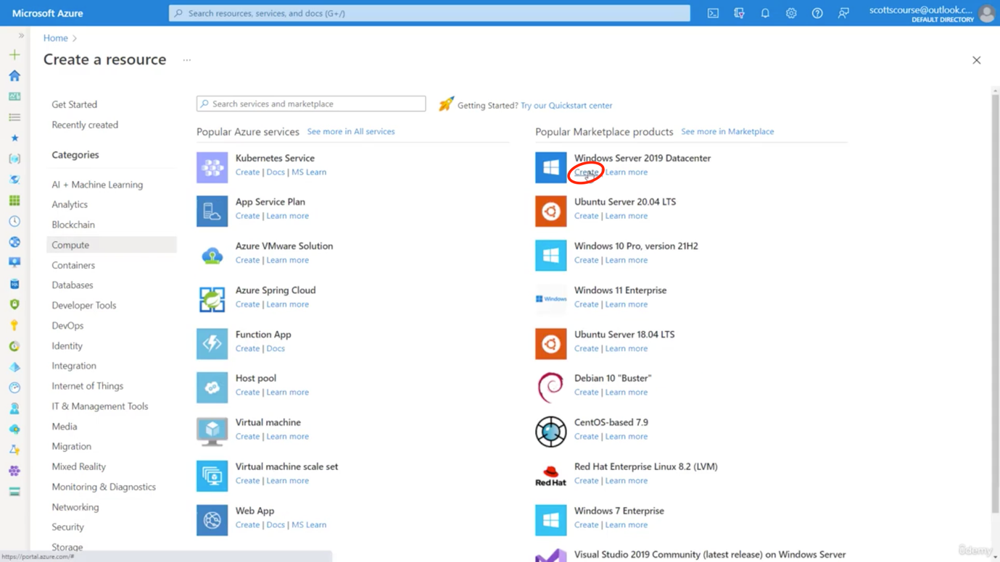 Microsoft Azure
Search resources, services, and docs (G+/)
scottscourse@outlook.c...
DEFAULT DIRECTORY
Home >
Create a resource
...
Get Started
Recently created
Categories
AI + Machine Learning
Analytics
Blockchain
Compute
Containers
Databases
Developer Tools
DevOps
Identity
Integration
Internet of Things
IT & Management Tools
Media
Migration
Mixed Reality
Monitoring & Diagnostics
Networking
Security
Storage
Search services and marketplace
Getting Started? Try our Quickstart center
Popular Azure services See more in All services
Kubernetes Service
Create | Docs | MS Learn
App Service Plan
Create | Learn more
Azure VMware Solution
Create | Learn more
Azure Spring Cloud
Create | Learn more
Function App
Create | Docs
Host pool
Create | Learn more
Virtual machine
Create | Learn more
Virtual machine scale set
Create | Learn more
Web App
Create | Docs | MS Learn
Popular Marketplace products See more in Marketplace
Windows Server 2019 Datacenter
Create | Learn more
Ubuntu Server 20.04 LTS
Create | Learn more
Windows 10 Pro, version 21H2
Create | Learn more
Windows
Windows 11 Enterprise
Create | Learn more
Ubuntu Server 18.04 LTS
Create | Learn more
Debian 10 "Buster"
Create | Learn more
CentOS-based 7.9
Create | Learn more
Red Hat
Red Hat Enterprise Linux 8.2 (LVM)
Create | Learn more
Windows 7 Enterprise
Create | Learn more
Visual Studio 2019 Community (latest release) on Windows Server
https://portal.azure.com/#
ûdemy